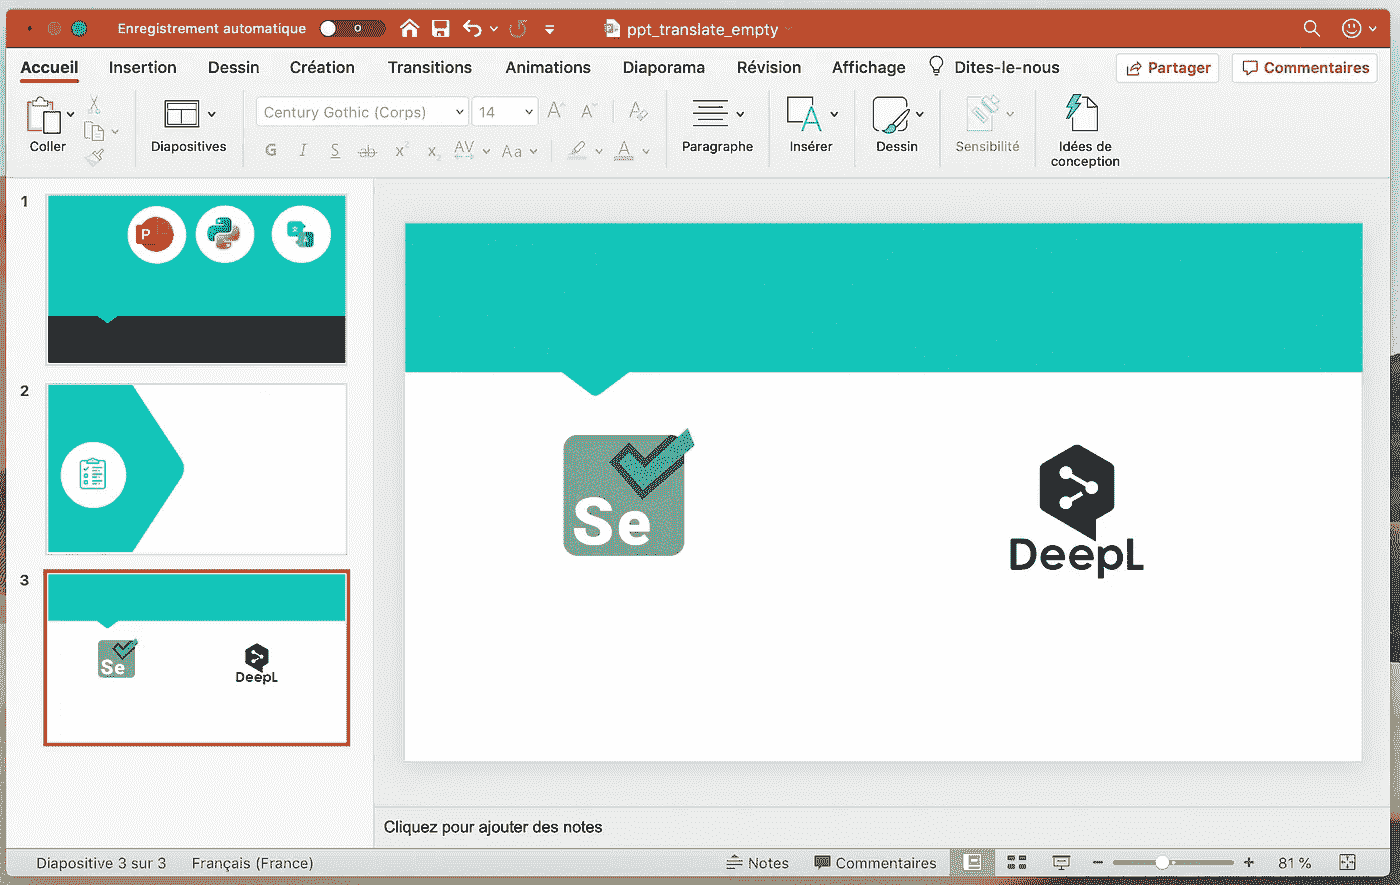 Enregistrement automatique
ppt_translate_empty
Accueil Insertion Dessin Création Transitions Animations Diaporama Révision Affichage Dites-le-nous Partager Commentaires
Century Gothic (Corps) 14
G I S ab x² x₂ AV Aa A
Coller Diapositives Paragraphe Insérer Dessin Sensibilité Idées de
conception
1
P
2
3
Se
DeepL
Se
DeepL
Cliquez pour ajouter des notes
Diapositive 3 sur 3 Français (France) Notes Commentaires 81 %